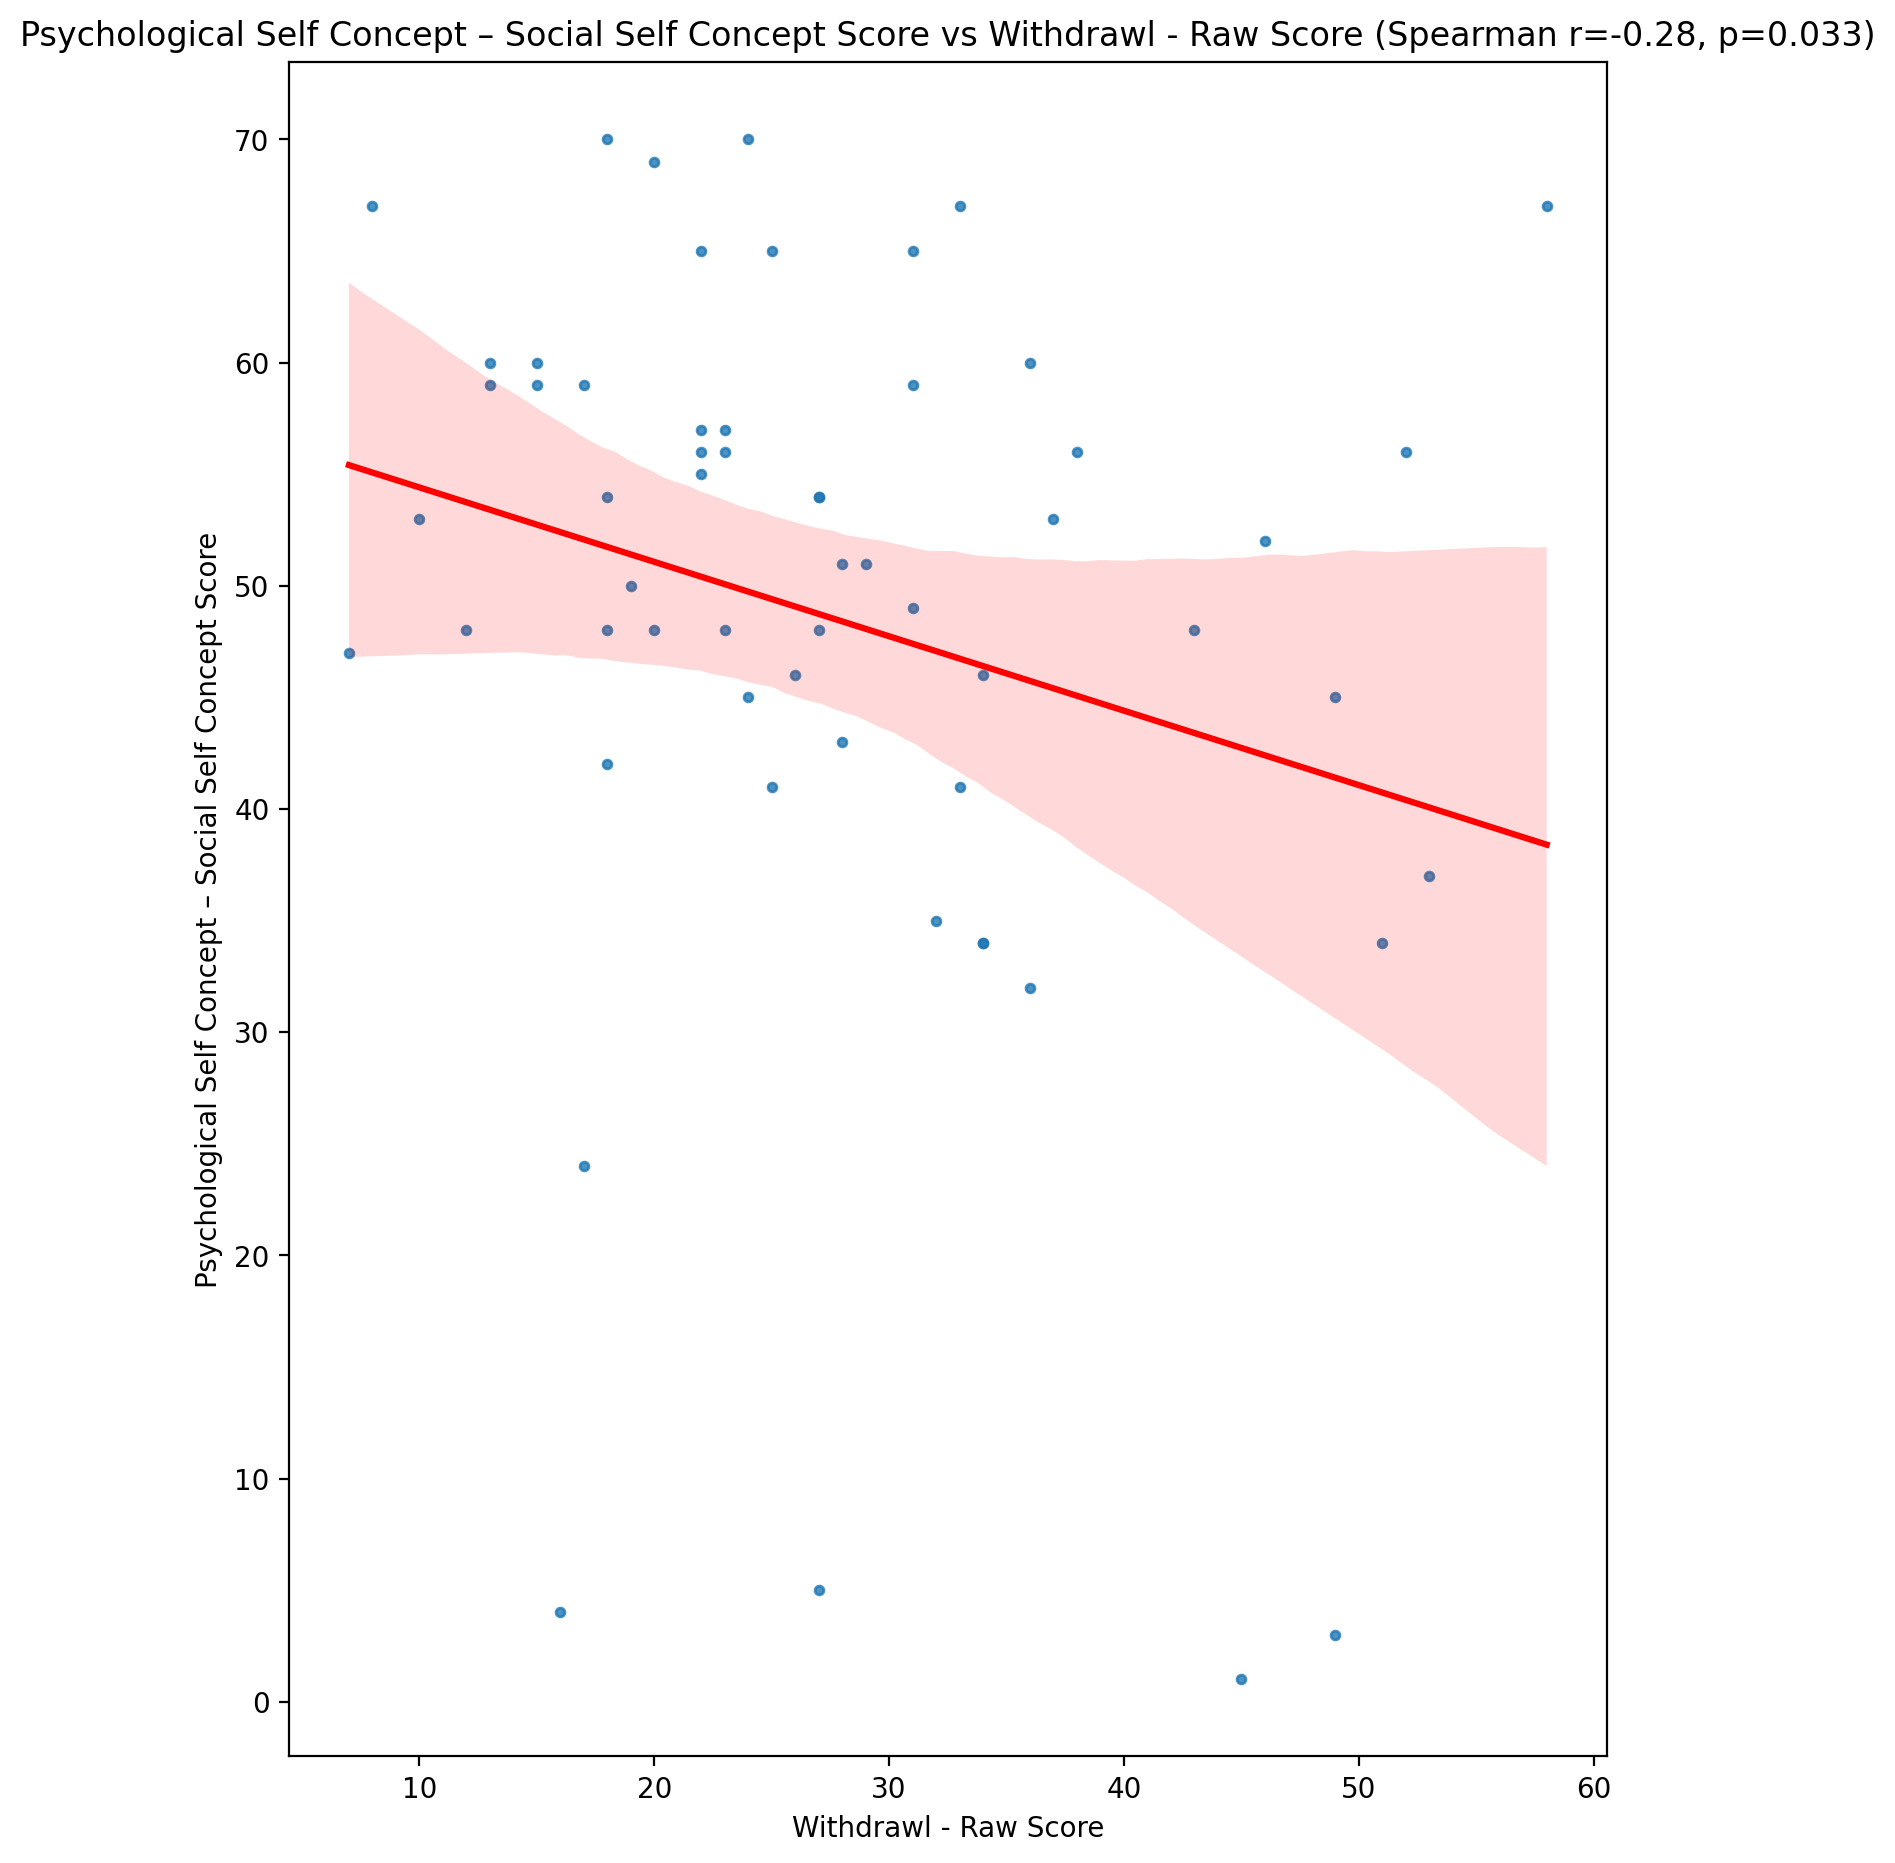 Psychological Self Concept – Social Self Concept Score vs Withdrawl - Raw Score (Spearman r=-0.28, p=0.033)
Psychological Self Concept – Social Self Concept Score
70
60
50
40
30
20
10
0
10 20 30 40 50 60
Withdrawl - Raw Score